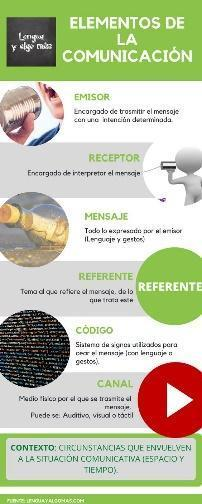 Lengua
y algo más
ELEMENTOS DE
LA
COMUNICACIÓN
EMISOR
Encargado de trasmitir el mensaje
con una intención determinada.
RECEPTOR
Encargado de interpretar el mensaje
MENSAJE
Todo lo expresado por el emisor
(Lenguaje y gestos)
REFERENTE
Tema al que refiere el mensaje, de lo
que trata este
REFERENTE
CÓDIGO
Sistema de signos utilizados para
crear el mensaje (con lenguaje o
gestos).
CANAL
Medio físico por el que se trasmite el
mensaje.
Puede se: Auditivo, visual o táctil
CONTEXTO: CIRCUNSTANCIAS QUE ENVUELVEN
A LA SITUACIÓN COMUNICATIVA (ESPACIO Y
TIEMPO).
FUENTE: LENGUAYALGOMAS.COM